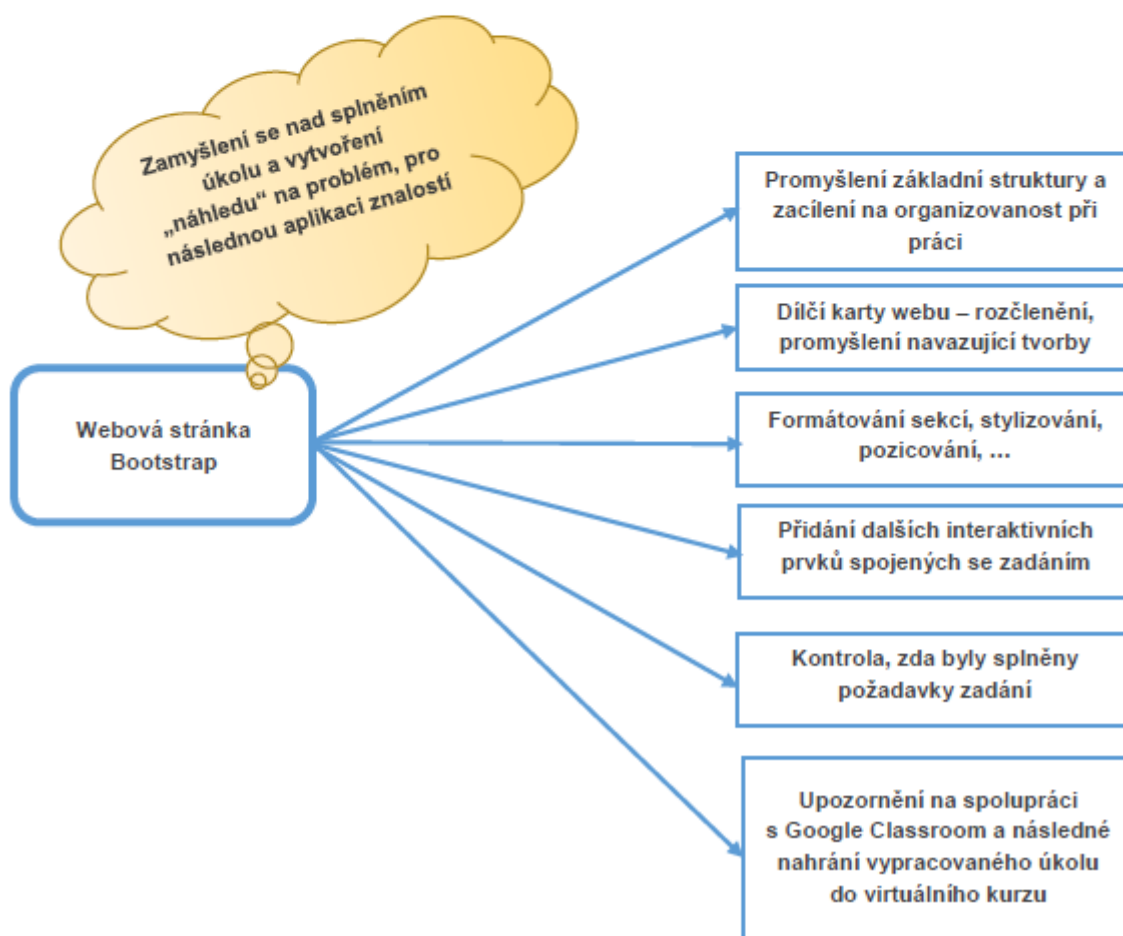 Zamyšlení se nad splněním
úkolu a vytvoření
„náhledu“ na problém, pro
následnou aplikaci znalostí
Webová stránka
Bootstrap
Promyšlení základní struktury a
zacílení na organizovanost při
práci
Dílčí karty webu – rozčlenění,
promyšlení navazující tvorby
Formátování sekcí, stylizování,
pozicování, ...
Přidání dalších interaktivních
prvků spojených se zadáním
Kontrola, zda byly splněny
požadavky zadání
Upozornění na spolupráci
s Google Classroom a následné
nahrání vypracovaného úkolu
do virtuálního kurzu